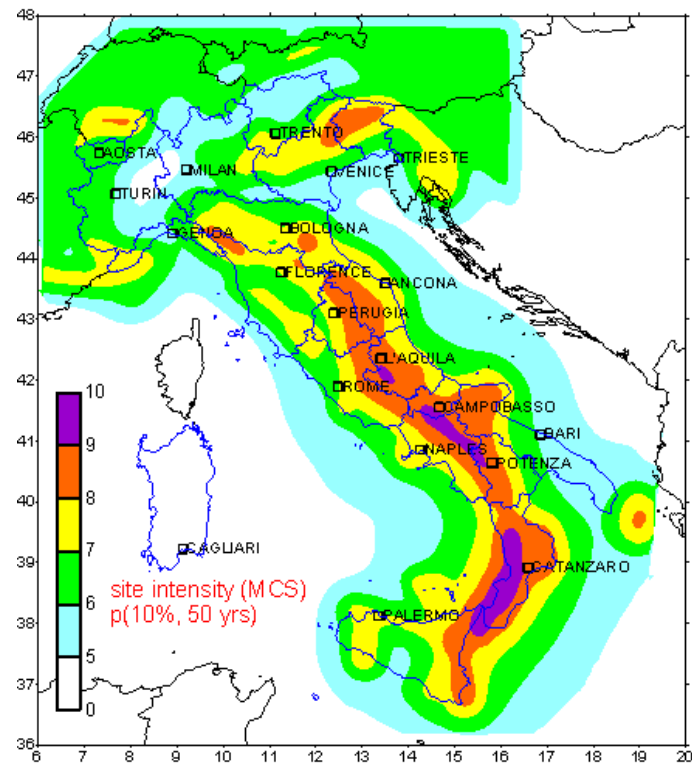 48
47
46
45
44
43
42
41
40
39
38
37
36
TRENTO
AOSTA
TRIESTE
MILAN
VENICE
TURIN
GENOA
BOLOGNA
FLORENCE
ANCONA
PERUGIA
L'AQUILA
ROME
CAMPOBASSO
BARI
NAPLES
POTENZA
CAGLIARI
CATANZARO
PALERMO
10
9
8
7
6
5
0
site intensity (MCS)
p(10%, 50 yrs)
6 7 8 9 10 11 12 13 14 15 16 17 18 19 20